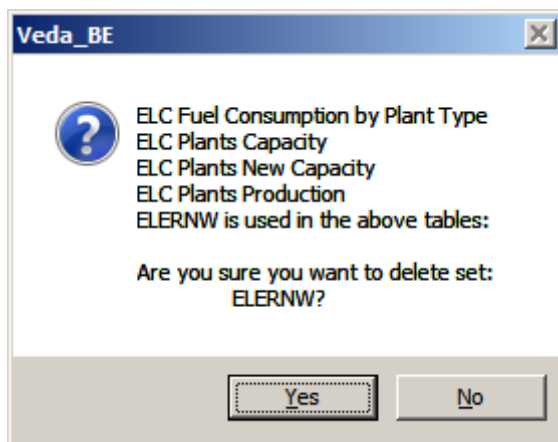 Veda_BE
ELC Fuel Consumption by Plant Type
ELC Plants Capacity
ELC Plants New Capacity
ELC Plants Production
ELERNW is used in the above tables:
Are you sure you want to delete set:
ELERNW?
Yes
No